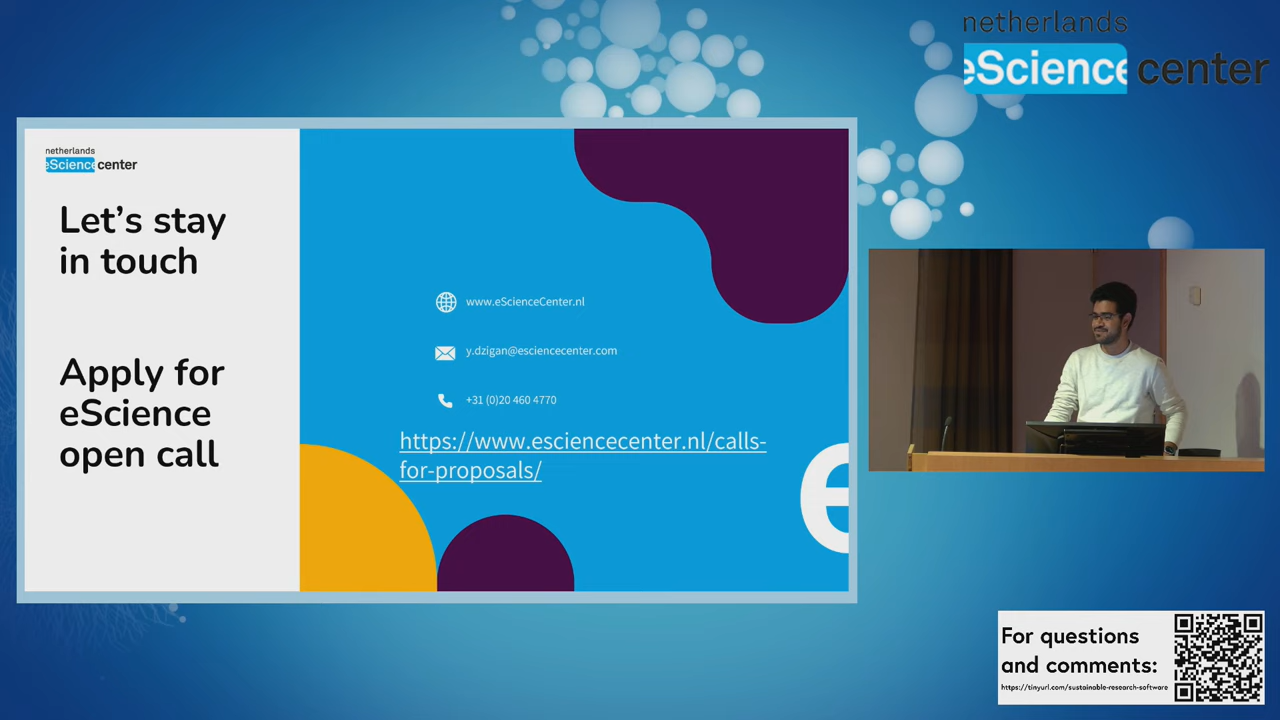 netherlands
eScience center
netherlands
eScience center
Let's stay
in touch
Apply for
eScience
open call
www.eScienceCenter.nl
y.dzigan@esciencecenter.com
+31 (0)20 460 4770
https://www.esciencecenter.nl/calls-
for-proposals/
e
For questions
and comments:
https://tinyurl.com/sustainable-research-software